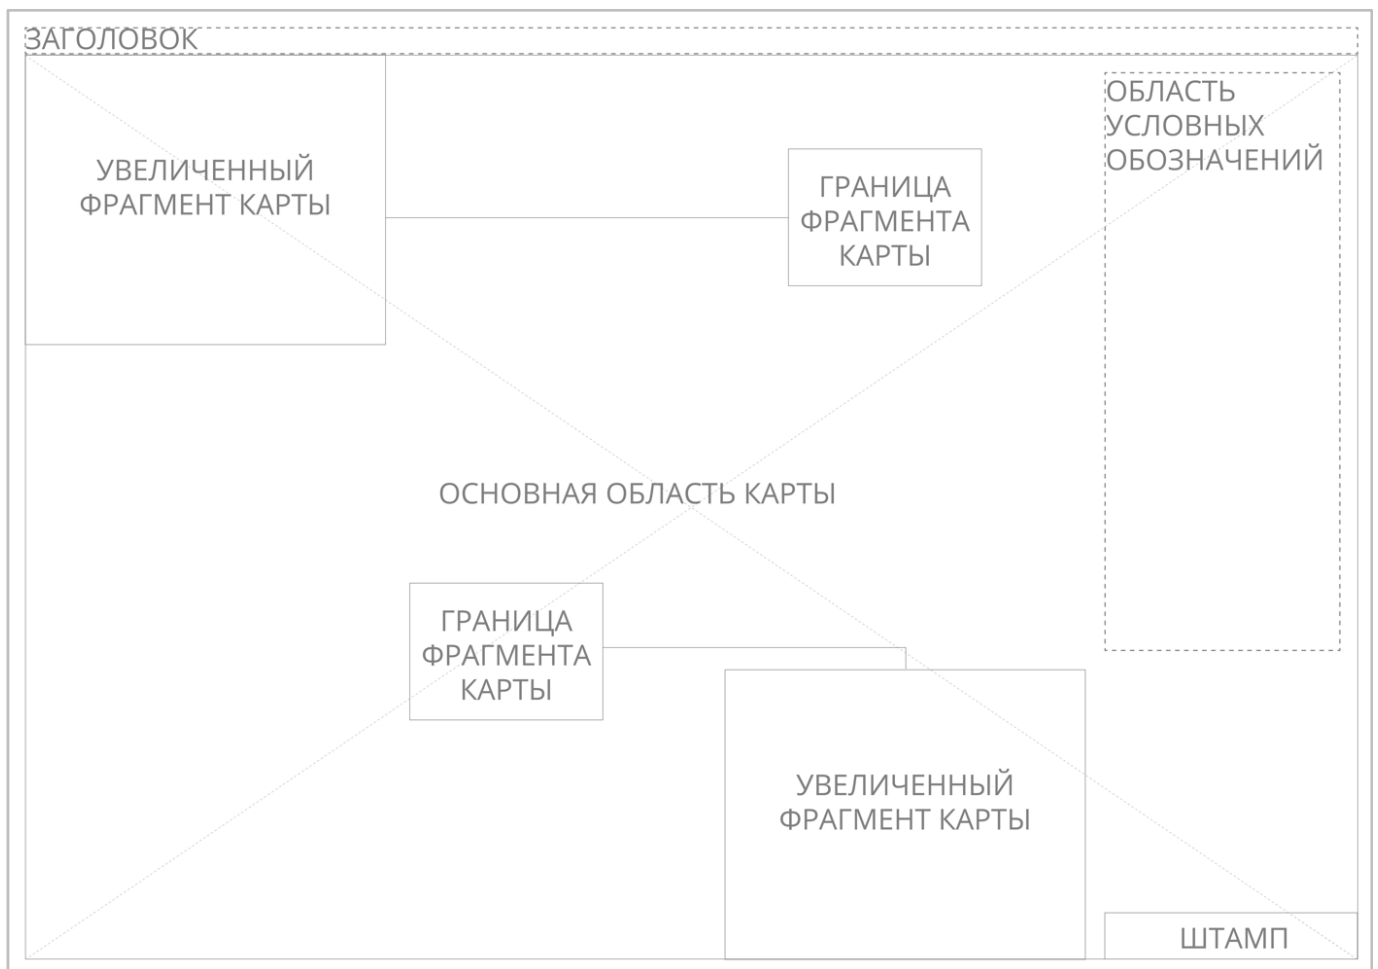 ЗАГОЛОВОК
УВЕЛИЧЕННЫЙ
ФРАГМЕНТ КАРТЫ
ГРАНИЦА
ФРАГМЕНТА
КАРТЫ
ОБЛАСТЬ
УСЛОВНЫХ
ОБОЗНАЧЕНИЙ
ОСНОВНАЯ ОБЛАСТЬ КАРТЫ
ГРАНИЦА
ФРАГМЕНТА
КАРТЫ
УВЕЛИЧЕННЫЙ
ФРАГМЕНТ КАРТЫ
ШТАМП